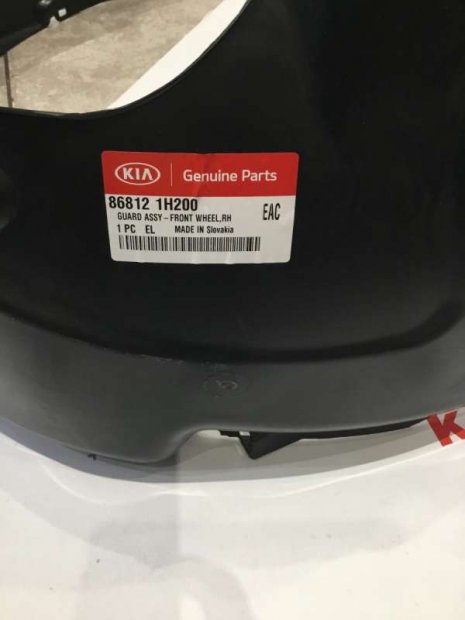 KIA Genuine Parts
86812 1H200
GUARD ASSY-FRONT WHEEL,RH EAC
1 PC EL MADE IN Slovakia
K